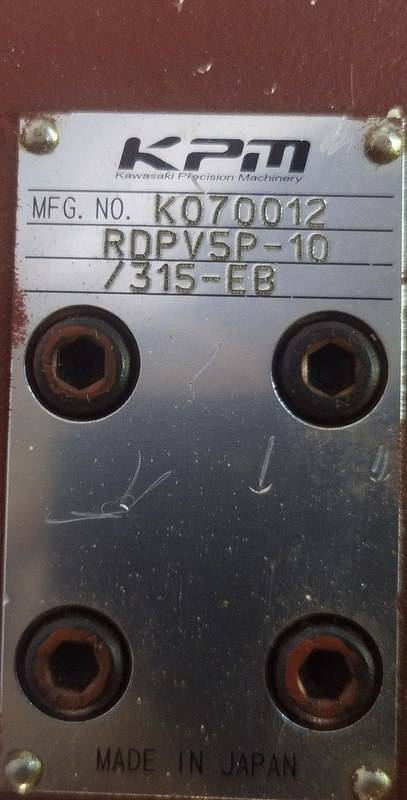 KPM
Kawasaki Precision Machinery
MFG. NO. K070012
RDPV5P-10
/315-EB
MADE IN JAPAN